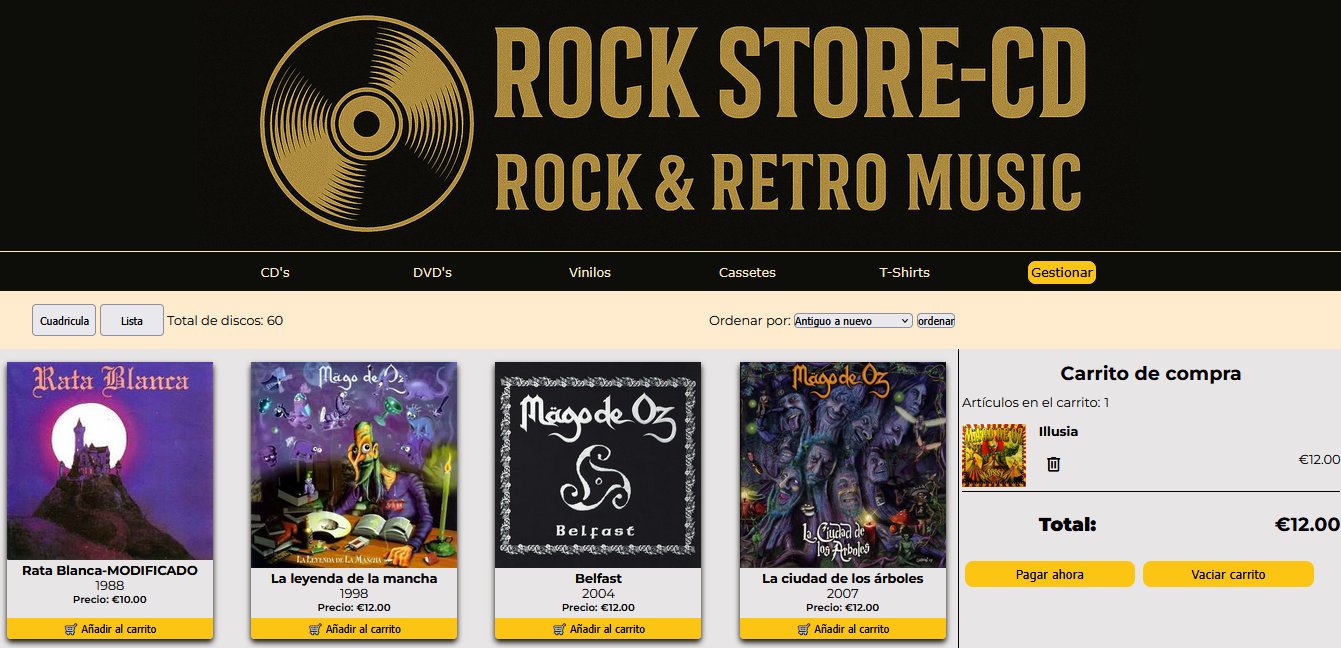 ROCK STORE-CD
ROCK & RETRO MUSIC
CD's
DVD's
Vinilos
Cassetes
T-Shirts
Gestionar
Cuadricula
Lista
Total de discos: 60
Ordenar por:
Antiguo a nuevo
ordenar
Rata Blanca
Rata Blanca-MODIFICADO
1988
Precio: €10.00
Añadir al carrito
Mägo de Oz
LA LEYENDA DE LA MANCHA
La leyenda de la mancha
1998
Precio: €12.00
Añadir al carrito
Mägo de Oz
Belfast
Belfast
2004
Precio: €12.00
Añadir al carrito
Mägo de Oz
La Ciudad de
los Árboles
La ciudad de los árboles
2007
Precio: €12.00
Añadir al carrito
Carrito de compra
Artículos en el carrito: 1
Illusia
€12.00
Total:
€12.00
Pagar ahora
Vaciar carrito